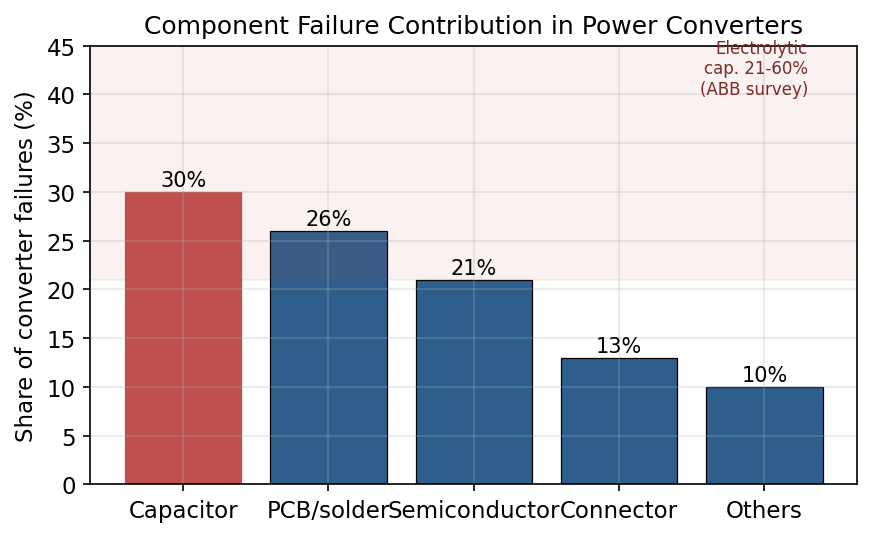 Component Failure Contribution in Power Converters
Electrolytic
cap. 21-60%
(ABB survey)
Share of converter failures (%)
45
40
35
30
25
20
15
10
5
0
30%
26%
21%
13%
10%
Capacitor
PCB/solder
Semiconductor
Connector
Others